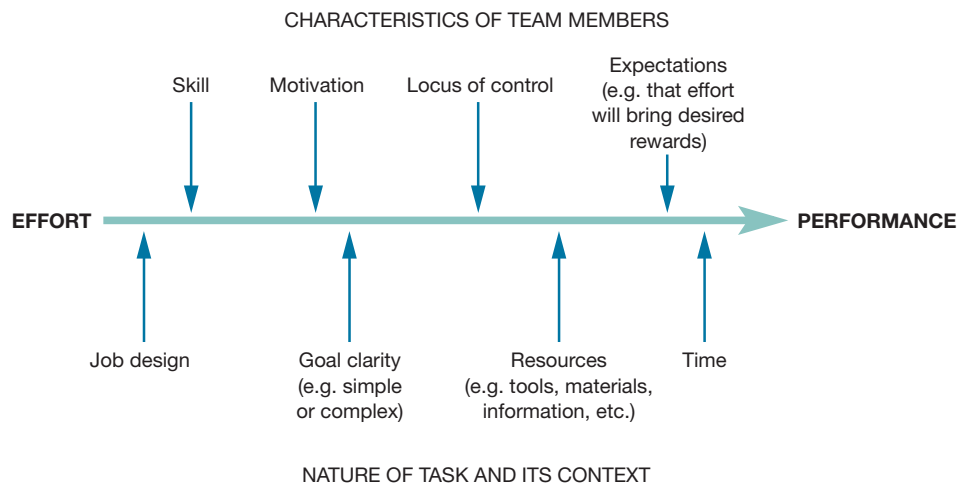 CHARACTERISTICS OF TEAM MEMBERS
Skill
Motivation
Locus of control
Expectations
(e.g. that effort
will bring desired
rewards)
EFFORT
PERFORMANCE
Job design
Goal clarity
(e.g. simple
or complex)
Resources
(e.g. tools, materials,
information, etc.)
Time
NATURE OF TASK AND ITS CONTEXT